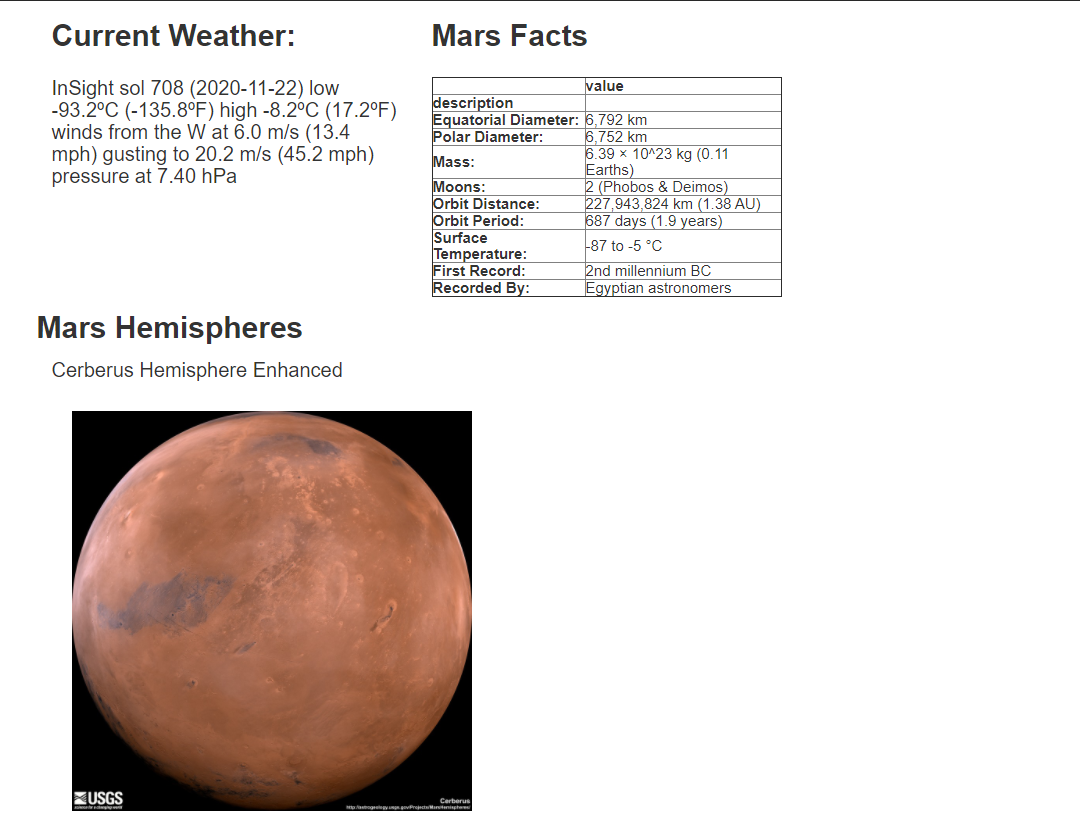 Current Weather:
InSight sol 708 (2020-11-22) low
-93.2ºC (-135.8ºF) high -8.2ºC (17.2ºF)
winds from the W at 6.0 m/s (13.4
mph) gusting to 20.2 m/s (45.2 mph)
pressure at 7.40 hPa
Mars Facts
value
description
Equatorial Diameter: 6,792 km
Polar Diameter: 6,752 km
Mass: 6.39 × 10^23 kg (0.11
Earths)
Moons: 2 (Phobos & Deimos)
Orbit Distance: 227,943,824 km (1.38 AU)
Orbit Period: 687 days (1.9 years)
Surface
Temperature: -87 to -5 °C
First Record: 2nd millennium BC
Recorded By: Egyptian astronomers
Mars Hemispheres
Cerberus Hemisphere Enhanced
USGS
science for a changing world
Cerberus
http://astrogeology.usgs.gov/Projects/MarsHemispheres/